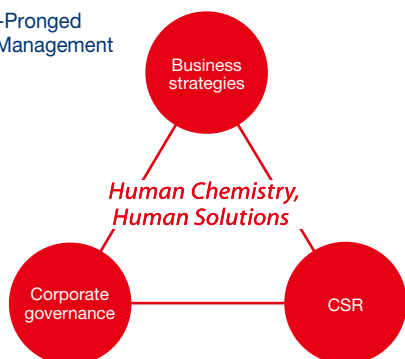 -Pronged
Management
Business
strategies
Human Chemistry,
Human Solutions
Corporate
governance
CSR